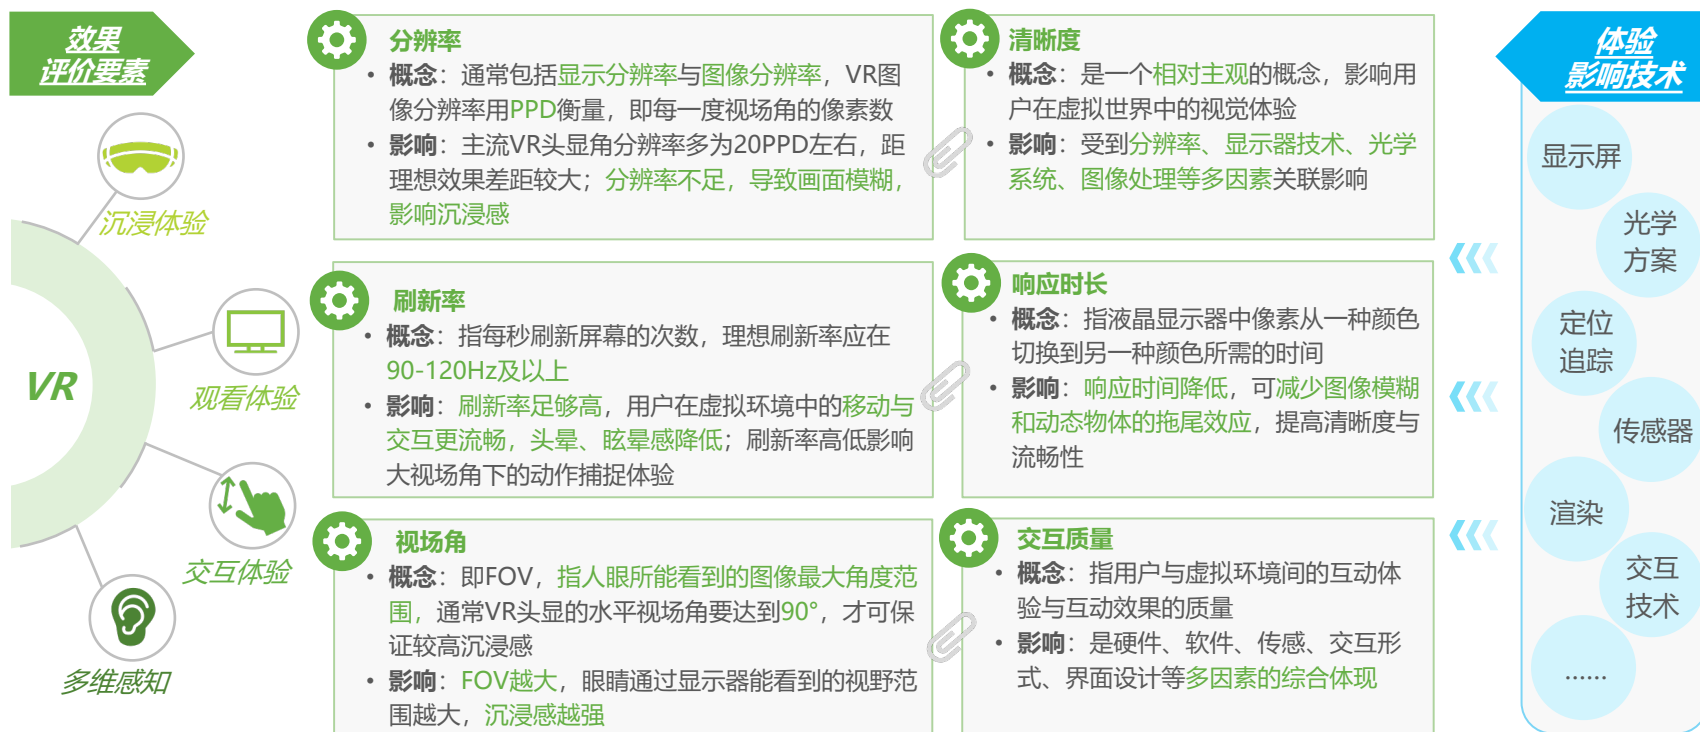 效果
评价要素
VR
沉浸体验
观看体验
交互体验
多维感知
分辨率
• 概念：通常包括显示分辨率与图像分辨率，VR图
像分辨率用PPD衡量，即每一度视场角的像素数
• 影响：主流VR头显角分辨率多为20PPD左右，距
理想效果差距较大；分辨率不足，导致画面模糊，
影响沉浸感
清晰度
• 概念：是一个相对主观的概念，影响用
户在虚拟世界中的视觉体验
• 影响：受到分辨率、显示器技术、光学
系统、图像处理等多因素关联影响
刷新率
• 概念：指每秒刷新屏幕的次数，理想刷新率应在
90-120Hz及以上
• 影响：刷新率足够高，用户在虚拟环境中的移动与
交互更流畅，头晕、眩晕感降低；刷新率高低影响
大视场角下的动作捕捉体验
响应时长
• 概念：指液晶显示器中像素从一种颜色
切换到另一种颜色所需的时间
• 影响：响应时间降低，可减少图像模糊
和动态物体的拖尾效应，提高清晰度与
流畅性
视场角
• 概念：即FOV，指人眼所能看到的图像最大角度范
围，通常VR头显的水平视场角要达到90°，才可保
证较高沉浸感
• 影响：FOV越大，眼睛通过显示器能看到的视野范
围越大，沉浸感越强
交互质量
• 概念：指用户与虚拟环境间的互动体
验与互动效果的质量
• 影响：是硬件、软件、传感、交互形
式、界面设计等多因素的综合体现
体验
影响技术
显示屏
光学
方案
定位
追踪
传感器
渲染
交互
技术
……